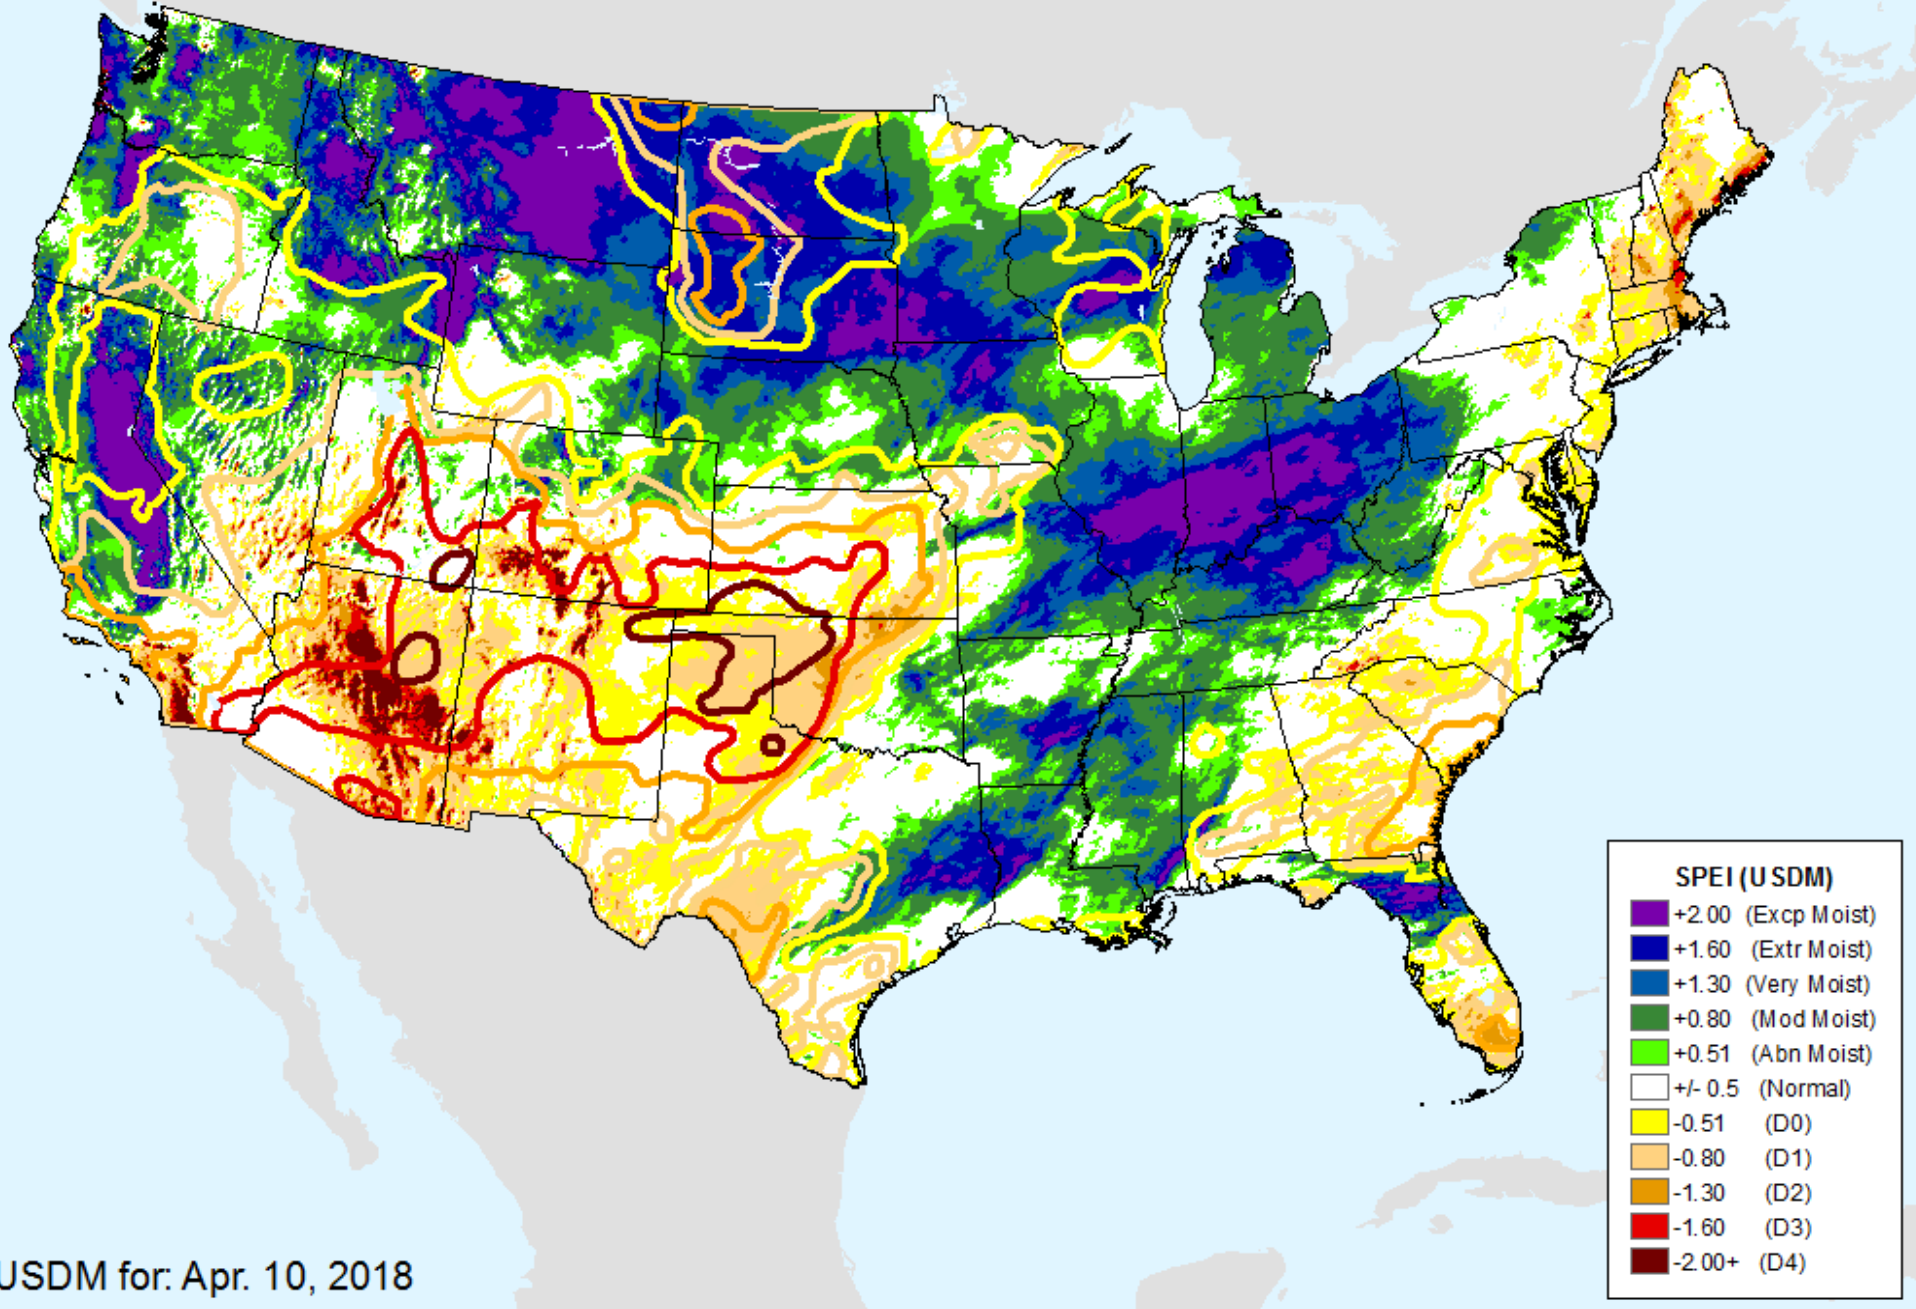 SPEI (USDM)
+2.00 (Excp Moist)
+1.60 (Extr Moist)
+1.30 (Very Moist)
+0.80 (Mod Moist)
+0.51 (Abn Moist)
+/- 0.5 (Normal)
-0.51 (D0)
-0.80 (D1)
-1.30 (D2)
-1.60 (D3)
-2.00+ (D4)
USDM for: Apr. 10, 2018